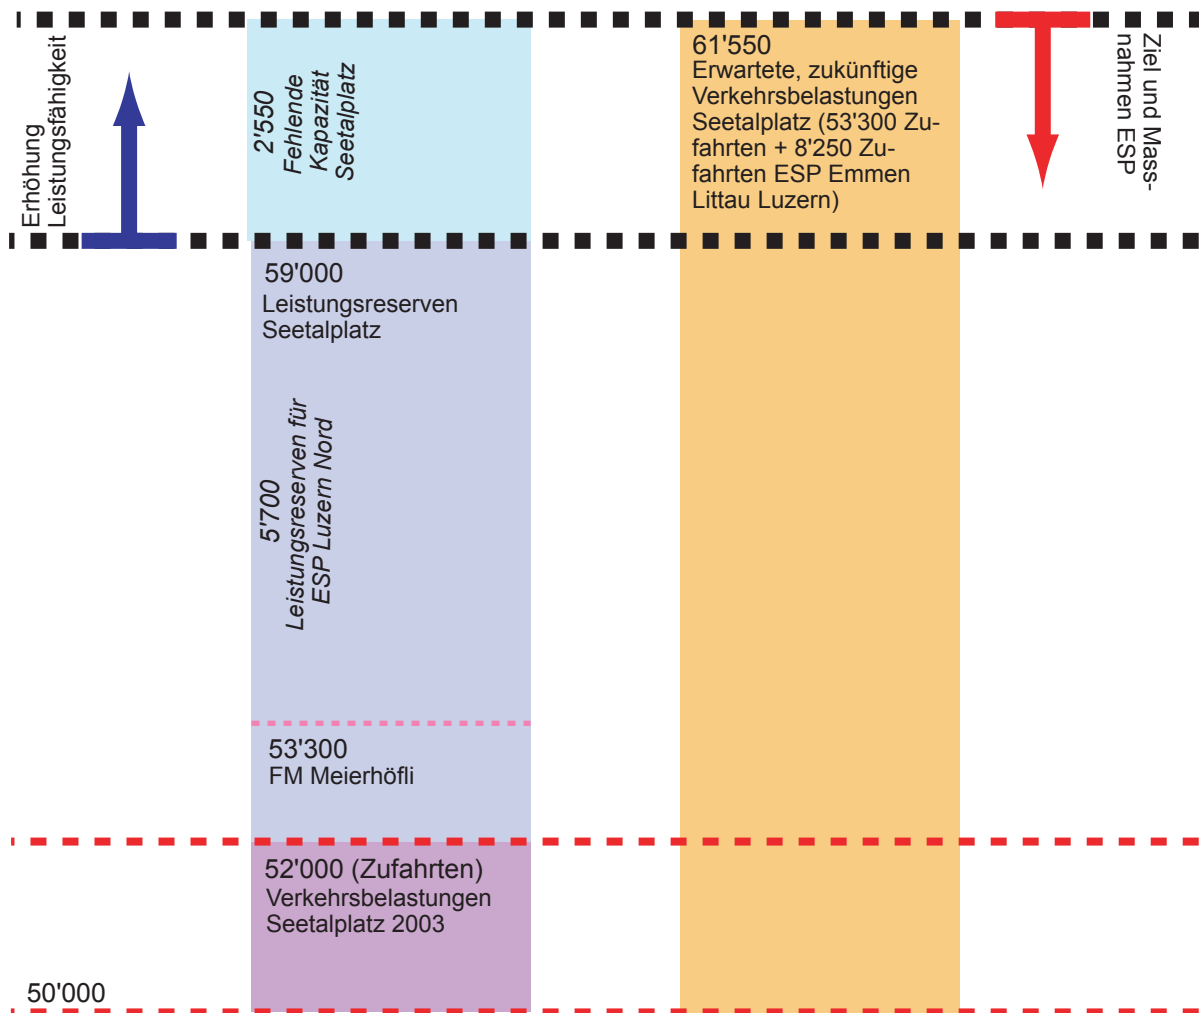 Erhöhung
Leistungsfähigkeit
2'550
Fehlende
Kapazität
Seetalplatz
61'550
Erwartete, zukünftige
Verkehrsbelastungen
Seetalplatz (53'300 Zu-
fahrten + 8'250 Zu-
fahrten ESP Emmen
Littau Luzern)
Ziel und Mass-
nahmen ESP
59'000
Leistungsreserven
Seetalplatz
5'700
Leistungsreserven für
ESP Luzern Nord
53'300
FM Meierhöfli
52'000 (Zufahrten)
Verkehrsbelastungen
Seetalplatz 2003
50'000